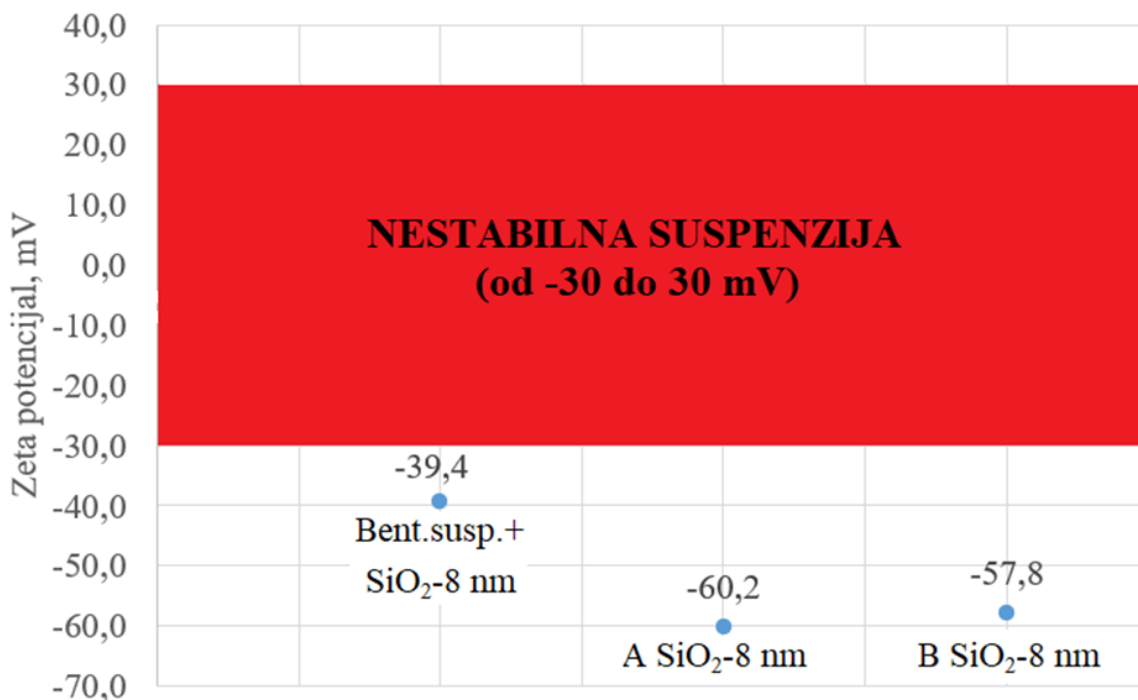 40,0
30,0
20,0
10,0
0,0
-10,0
-20,0
-30,0
-40,0
-50,0
-60,0
-70,0
Zeta potencijal, mV
NESTABILNA SUSPENZIJA
(od -30 do 30 mV)
-39,4
Bent.susp.+
SiO₂-8 nm
-60,2
A SiO₂-8 nm
-57,8
B SiO₂-8 nm